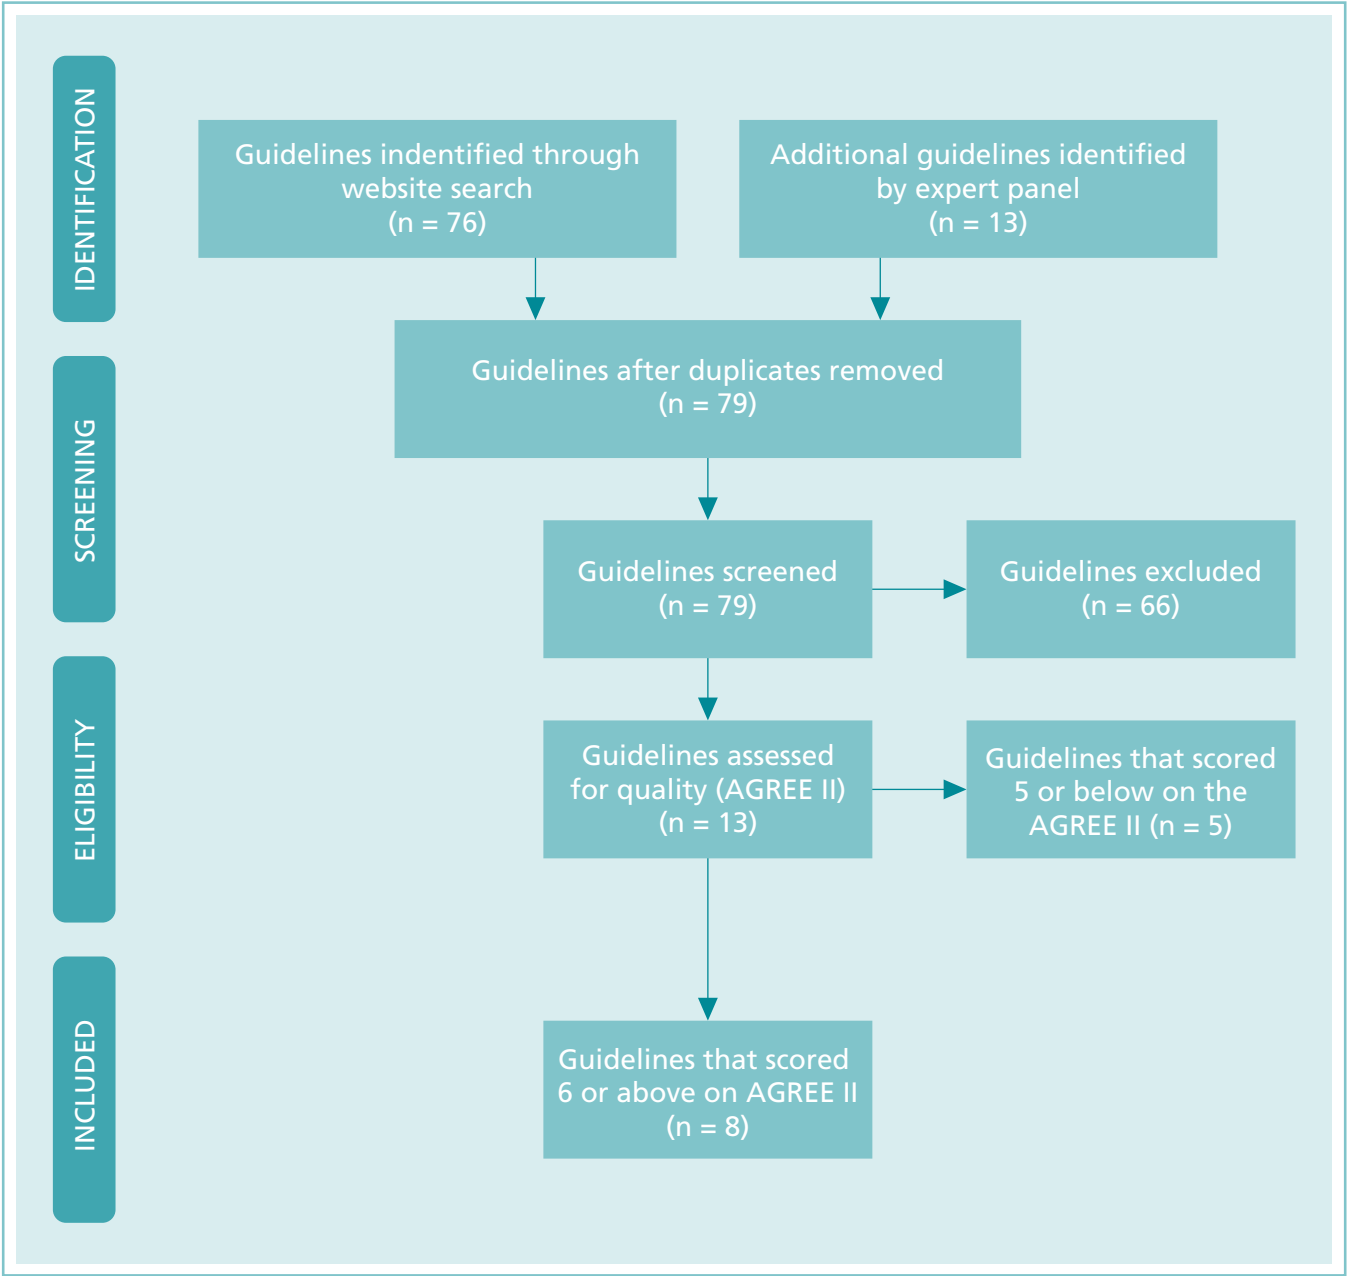 IDENTIFICATION
Guidelines indentified through
website search
(n = 76)
Additional guidelines identified
by expert panel
(n = 13)
SCREENING
Guidelines after duplicates removed
(n = 79)
Guidelines screened
(n = 79)
Guidelines excluded
(n = 66)
ELIGIBILITY
Guidelines assessed
for quality (AGREE II)
(n = 13)
Guidelines that scored
5 or below on the
AGREE II (n = 5)
INCLUDED
Guidelines that scored
6 or above on AGREE II
(n = 8)